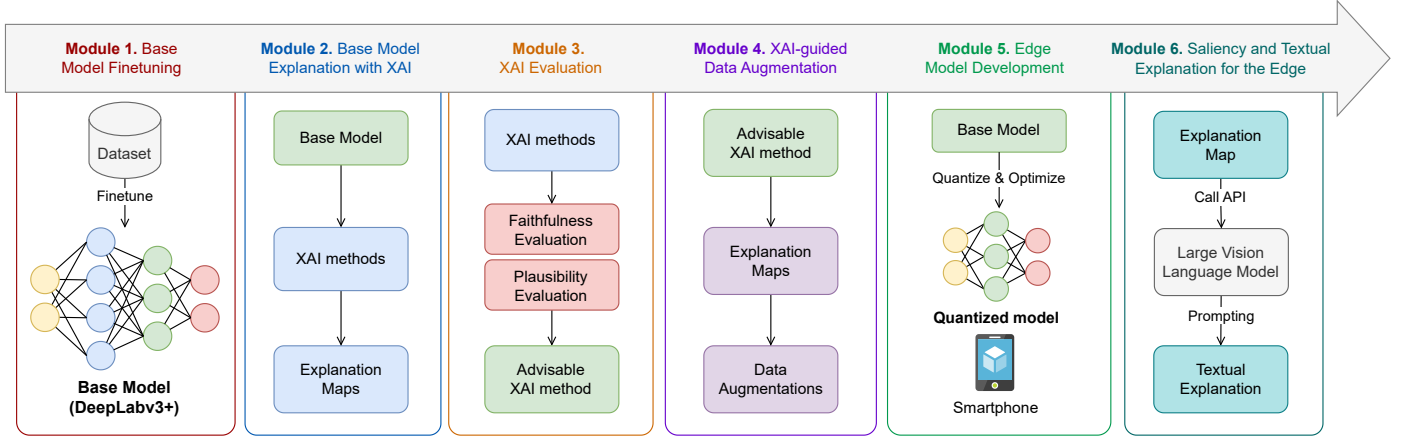 Module 1. Base
Model Finetuning
Module 2. Base Model
Explanation with XAI
Module 3.
XAI Evaluation
Module 4. XAI-guided
Data Augmentation
Module 5. Edge
Model Development
Module 6. Saliency and Textual
Explanation for the Edge
Dataset
Finetune
Base Model
(DeepLabv3+)
Base Model
XAI methods
Explanation
Maps
XAI methods
Faithfulness
Evaluation
Plausibility
Evaluation
Advisable
XAI method
Advisable
XAI method
Explanation
Maps
Data
Augmentations
Base Model
Quantize & Optimize
Quantized model
Smartphone
Explanation
Map
Call API
Large Vision
Language Model
Prompting
Textual
Explanation